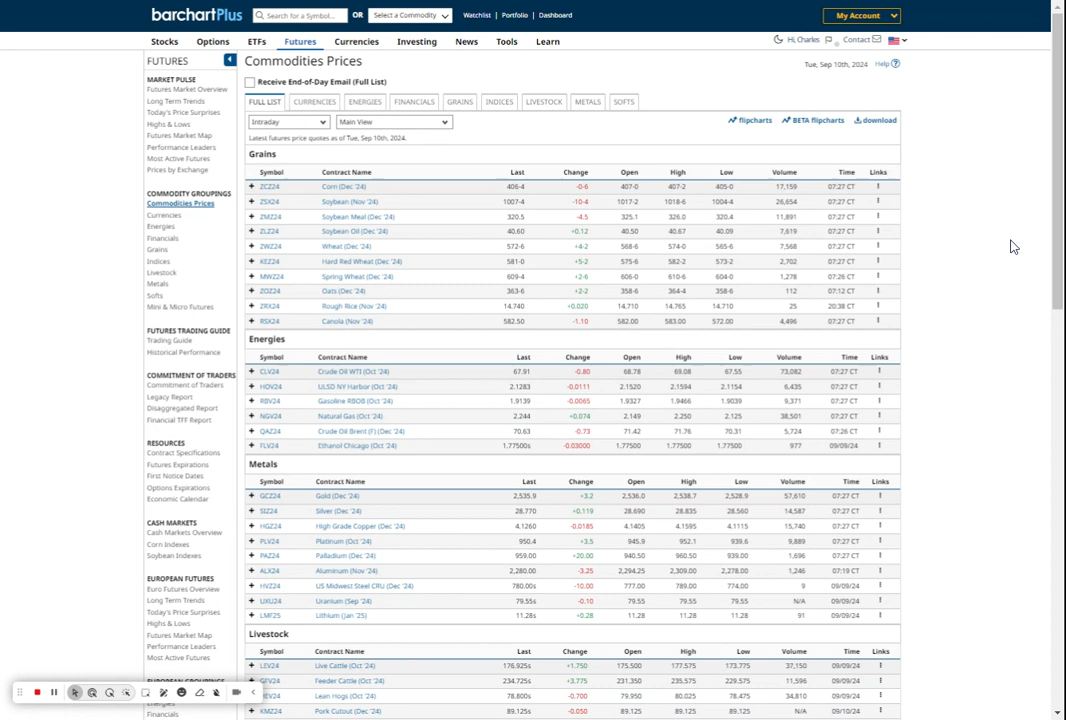 barchartPlus Search for a Symbol... OR Select a Commodity Watchlist | Portfolio | Dashboard My Account
Stocks Options ETFs Futures Currencies Investing News Tools Learn Hi, Charles Contact
FUTURES
MARKET PULSE
Futures Market Overview
Long Term Trends
Today's Price Surprises
Highs & Lows
Futures Market Map
Performance Leaders
Most Active Futures
Prices by Exchange
COMMODITY GROUPINGS
Commodities Prices
Currencies
Energies
Financials
Grains
Indices
Livestock
Metals
Softs
Mini & Micro Futures
FUTURES TRADING GUIDE
Trading Guide
Historical Performance
COMMITMENT OF TRADERS
Commitment of Traders
Legacy Report
Disaggregated Report
Financial TFF Report
RESOURCES
Contract Specifications
Futures Expirations
First Notice Dates
Options Expirations
Economic Calendar
CASH MARKETS
Cash Markets Overview
Corn Indexes
Soybean Indexes
EUROPEAN FUTURES
Euro Futures Overview
Long Term Trends
Today's Price Surprises
Highs & Lows
Futures Market Map
Performance Leaders
Most Active Futures
Financials
Commodities Prices
Tue, Sep 10th, 2024 Help ?
Receive End-of-Day Email (Full List)
FULL LIST CURRENCIES ENERGIES FINANCIALS GRAINS INDICES LIVESTOCK METALS SOFTS
Intraday Main View flipcharts BETA flipcharts download
Latest futures price quotes as of Tue, Sep 10th, 2024.
Grains
Symbol Contract Name Last Change Open High Low Volume Time Links
+ ZCZ24 Corn (Dec '24) 406-4 -0-6 407-0 407-2 405-0 17,159 07:27 CT
+ ZSX24 Soybean (Nov '24) 1007-4 -10-4 1017-2 1018-6 1004-4 26,654 07:27 CT
+ ZMZ24 Soybean Meal (Dec '24) 320.5 -4.5 325.1 326.0 320.4 11,891 07:27 CT
+ ZLZ24 Soybean Oil (Dec '24) 40.60 +0.12 40.50 40.67 40.09 7,619 07:27 CT
+ ZWZ24 Wheat (Dec '24) 572-6 +4-2 568-6 574-0 565-6 7,568 07:27 CT
+ KEZ24 Hard Red Wheat (Dec '24) 581-0 +5-2 575-6 582-2 573-2 2,702 07:27 CT
+ MWZ24 Spring Wheat (Dec '24) 609-4 +2-6 606-0 610-6 604-0 1,278 07:26 CT
+ ZOZ24 Oats (Dec '24) 363-6 +2-2 358-6 364-4 358-6 112 07:12 CT
+ ZRX24 Rough Rice (Nov '24) 14.740 +0.020 14.710 14.765 14.710 25 20:38 CT
+ RSX24 Canola (Nov '24) 582.50 -1.10 582.00 583.00 572.00 4,496 07:27 CT
Energies
Symbol Contract Name Last Change Open High Low Volume Time Links
+ CLV24 Crude Oil WTI (Oct '24) 67.91 -0.80 68.78 69.08 67.55 73,082 07:27 CT
+ HOV24 ULSD NY Harbor (Oct '24) 2.1283 -0.0111 2.1520 2.1594 2.1154 6,435 07:27 CT
+ RBV24 Gasoline RBOB (Oct '24) 1.9139 -0.0065 1.9327 1.9466 1.9039 9,371 07:27 CT
+ NGV24 Natural Gas (Oct '24) 2.244 +0.074 2.149 2.250 2.125 38,501 07:27 CT
+ QAZ24 Crude Oil Brent (F) (Dec '24) 70.63 -0.73 71.42 71.76 70.31 5,724 07:26 CT
+ FLV24 Ethanol Chicago (Oct '24) 1.77500s -0.03000 1.77500 1.77500 1.77500 977 09/09/24
Metals
Symbol Contract Name Last Change Open High Low Volume Time Links
+ GCZ24 Gold (Dec '24) 2,535.9 +3.2 2,536.0 2,538.7 2,528.9 57,610 07:27 CT
+ SIZ24 Silver (Dec '24) 28.770 +0.119 28.690 28.835 28.560 14,587 07:27 CT
+ HGZ24 High Grade Copper (Dec '24) 4.1260 -0.0185 4.1405 4.1595 4.1115 15,740 07:27 CT
+ PLV24 Platinum (Oct '24) 950.4 +3.5 945.9 952.1 939.6 9,889 07:27 CT
+ PAZ24 Palladium (Dec '24) 959.00 +20.00 940.50 960.50 939.00 1,696 07:27 CT
+ ALX24 Aluminum (Nov '24) 2,280.00 -3.25 2,294.25 2,309.00 2,278.00 1,246 07:19 CT
+ HVZ24 US Midwest Steel CRU (Dec '24) 780.00s -10.00 777.00 789.00 774.00 9 09/09/24
+ UXU24 Uranium (Sep '24) 79.55s -0.10 79.55 79.55 79.55 N/A 09/09/24
+ LMF25 Lithium (Jan '25) 11.28s +0.28 11.28 11.28 11.28 91 09/09/24
Livestock
Symbol Contract Name Last Change Open High Low Volume Time Links
+ LEV24 Live Cattle (Oct '24) 176.925s +1.750 175.500 177.575 173.775 37,150 09/09/24
GFV24 Feeder Cattle (Oct '24) 234.725s +3.775 231.350 235.575 229.575 11,596 09/09/24
HEV24 Lean Hogs (Oct '24) 78.800s -0.700 79.950 80.025 78.475 34,810 09/09/24
+ KMZ24 Pork Cutout (Dec '24) 89.125s -0.050 89.125 89.125 89.125 N/A 09/10/24